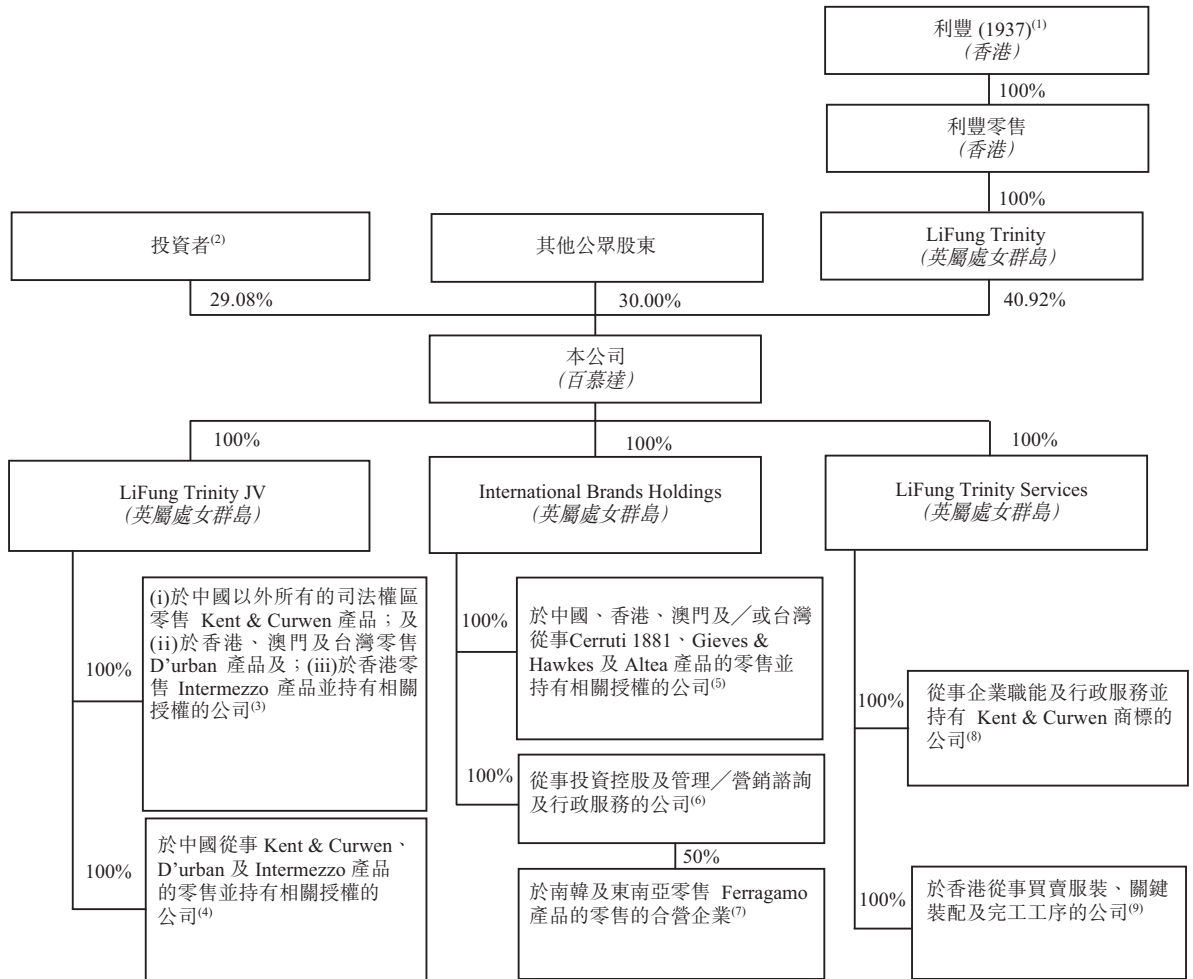 利豐 (1937)(1)
(香港)
100%
利豐零售
(香港)
100%
投資者(2)
其他公眾股東
LiFung Trinity
(英屬處女群島)
29.08%
30.00%
40.92%
本公司
(百慕達)
100%
100%
100%
LiFung Trinity JV
(英屬處女群島)
International Brands Holdings
(英屬處女群島)
LiFung Trinity Services
(英屬處女群島)
100%
(i)於中國以外所有的司法權區
零售 Kent & Curwen 產品；及
(ii)於香港、澳門及台灣零售
D'urban 產品及；(iii)於香港零
售 Intermezzo 產品並持有相關
授權的公司(3)
100%
於中國從事 Kent & Curwen、
D'urban 及 Intermezzo 產品
的零售並持有相關授權的
公司(4)
100%
於中國、香港、澳門及／或台灣
從事Cerruti 1881、Gieves &
Hawkes 及 Altea 產品的零售並
持有相關授權的公司(5)
100%
從事投資控股及管理／營銷諮詢
及行政服務的公司(6)
50%
於南韓及東南亞零售 Ferragamo
產品的零售的合營企業(7)
100%
從事企業職能及行政服務並
持有 Kent & Curwen 商標的
公司(8)
100%
於香港從事買賣服裝、關鍵
裝配及完工工序的公司(9)